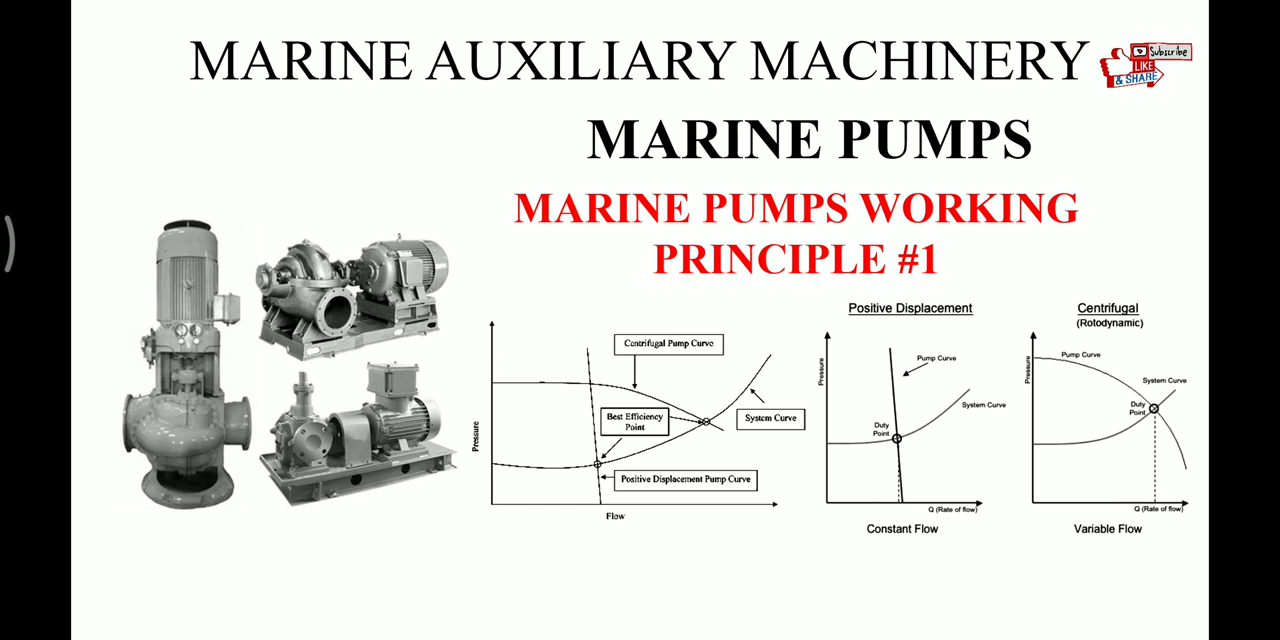 MARINE AUXILIARY MACHINERY
Subscribe
LIKE
& SHARE
MARINE PUMPS
MARINE PUMPS WORKING
PRINCIPLE #1
Centrifugal Pump Curve
Best Efficiency
Point
System Curve
Positive Displacement Pump Curve
Pressure
Flow
Positive Displacement
Pressure
Pump Curve
System Curve
Duty
Point
Q (Rate of flow)
Constant Flow
Centrifugal
(Rotodynamic)
Pressure
Pump Curve
System Curve
Duty
Point
Q (Rate of flow)
Variable Flow